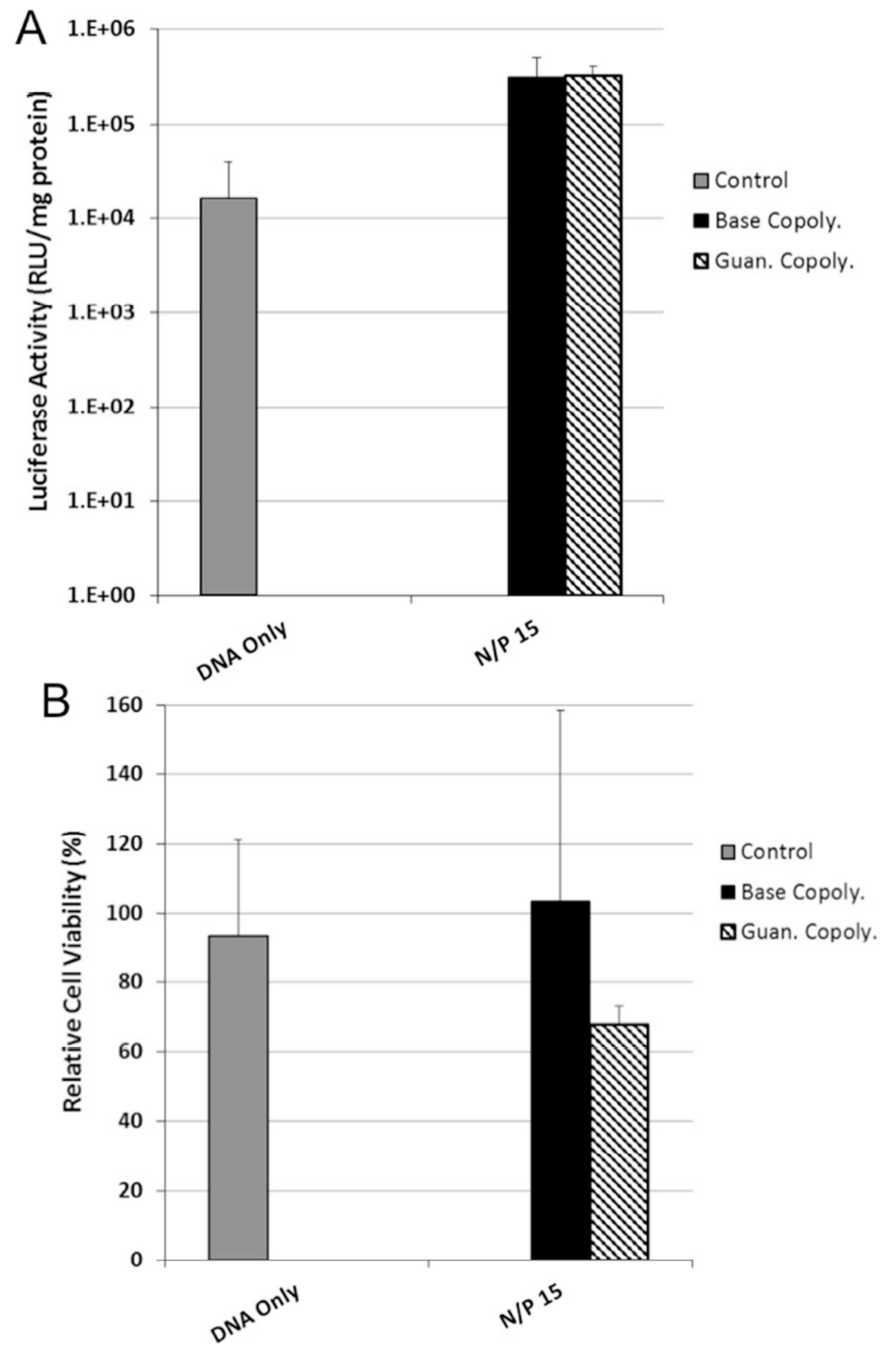 A
Luciferase Activity (RLU/mg protein)
1.E+06
1.E+05
1.E+04
1.E+03
1.E+02
1.E+01
1.E+00
DNA Only
N/P 15
Control
Base Copoly.
Guan. Copoly.
B
Relative Cell Viability (%)
160
140
120
100
80
60
40
20
0
DNA Only
N/P 15
Control
Base Copoly.
Guan. Copoly.